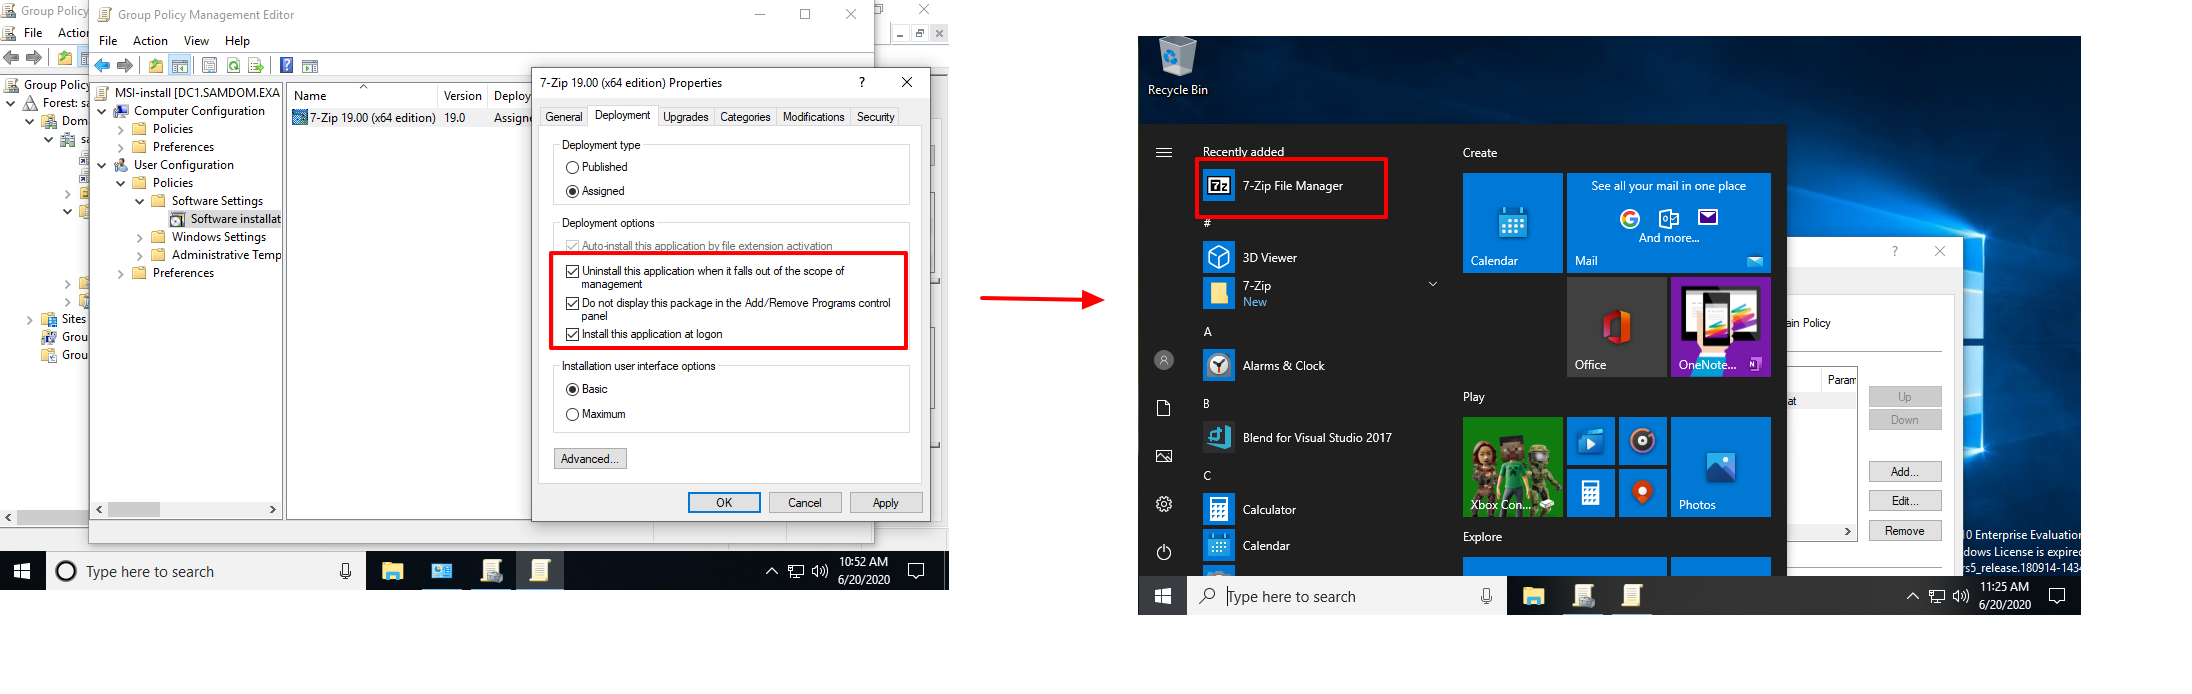 Group Policy
File
Action
Group Policy Management Editor
File Action View Help
Group Policy
Forest: sa
Dom
sa
Sites
Grou
Grou
MSI-install [DC1.SAMDOM.EXA
Computer Configuration
Policies
Preferences
User Configuration
Policies
Software Settings
Software installat
Windows Settings
Administrative Temp
Preferences
Name Version Deploy
7-Zip 19.00 (x64 edition) 19.0 Assigne
7-Zip 19.00 (x64 edition) Properties
General Deployment Upgrades Categories Modifications Security
Deployment type
Published
Assigned
Deployment options
Auto-install this application by file extension activation
Uninstall this application when it falls out of the scope of
management
Do not display this package in the Add/Remove Programs control
panel
Install this application at logon
Installation user interface options
Basic
Maximum
Advanced...
OK Cancel Apply
Type here to search
10:52 AM
6/20/2020
Recycle Bin
Recently added
7-Zip File Manager
#
3D Viewer
7-Zip
New
A
Alarms & Clock
B
Blend for Visual Studio 2017
C
Calculator
Calendar
Create
Calendar
See all your mail in one place
And more...
Mail
Office
OneNote...
Play
Xbox Con...
Photos
Explore
ain Policy
Param
at
Up
Down
Add...
Edit...
Remove
10 Enterprise Evaluation
dows License is expired
rs5_release.180914-1434
Type here to search
11:25 AM
6/20/2020